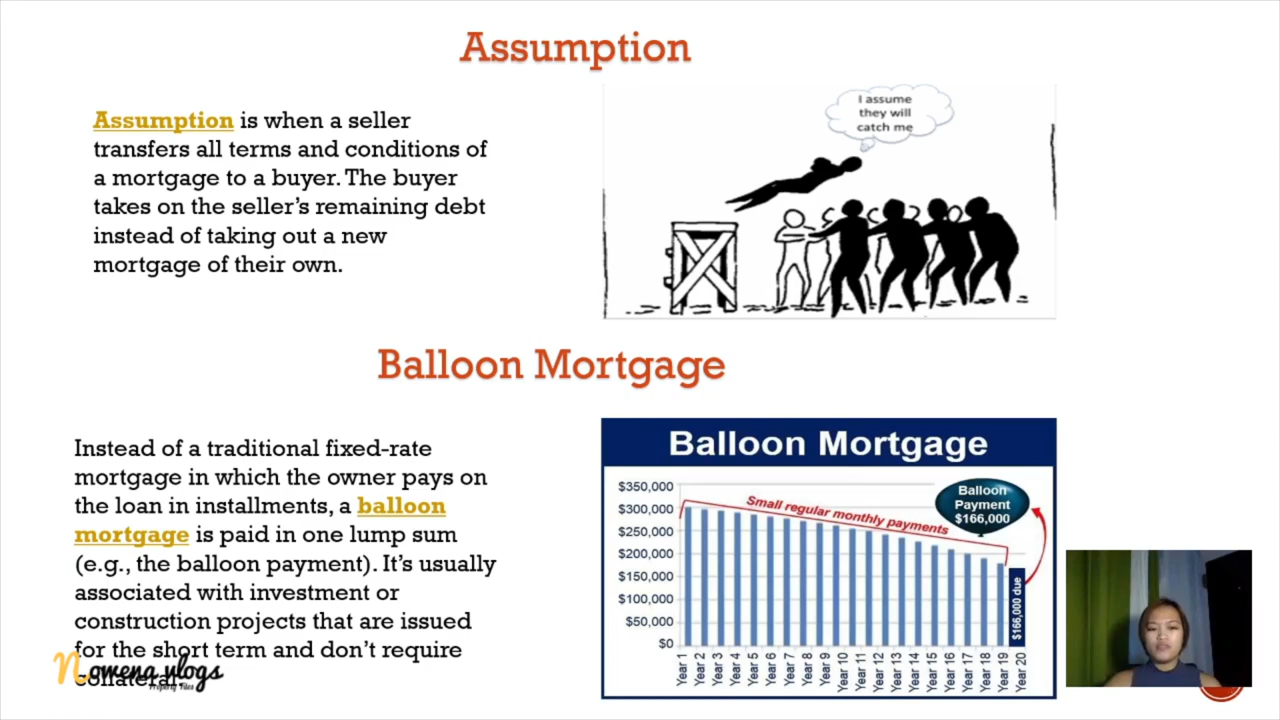 Assumption
Assumption is when a seller
transfers all terms and conditions of
a mortgage to a buyer. The buyer
takes on the seller's remaining debt
instead of taking out a new
mortgage of their own.
I assume
they will
catch me
Balloon Mortgage
Instead of a traditional fixed-rate
mortgage in which the owner pays on
the loan in installments, a balloon
mortgage is paid in one lump sum
(e.g., the balloon payment). It's usually
associated with investment or
construction projects that are issued
for the short term and don't require
collateral.
Nomena vlogs
Property Files
Balloon Mortgage
$350,000
$300,000
$250,000
$200,000
$150,000
$100,000
$50,000
$0
Small regular monthly payments
Balloon
Payment
$166,000
$166,000 due
Year 1
Year 2
Year 3
Year 4
Year 5
Year 6
Year 7
Year 8
Year 9
Year 10
Year 11
Year 12
Year 13
Year 14
Year 15
Year 16
Year 17
Year 18
Year 19
Year 20